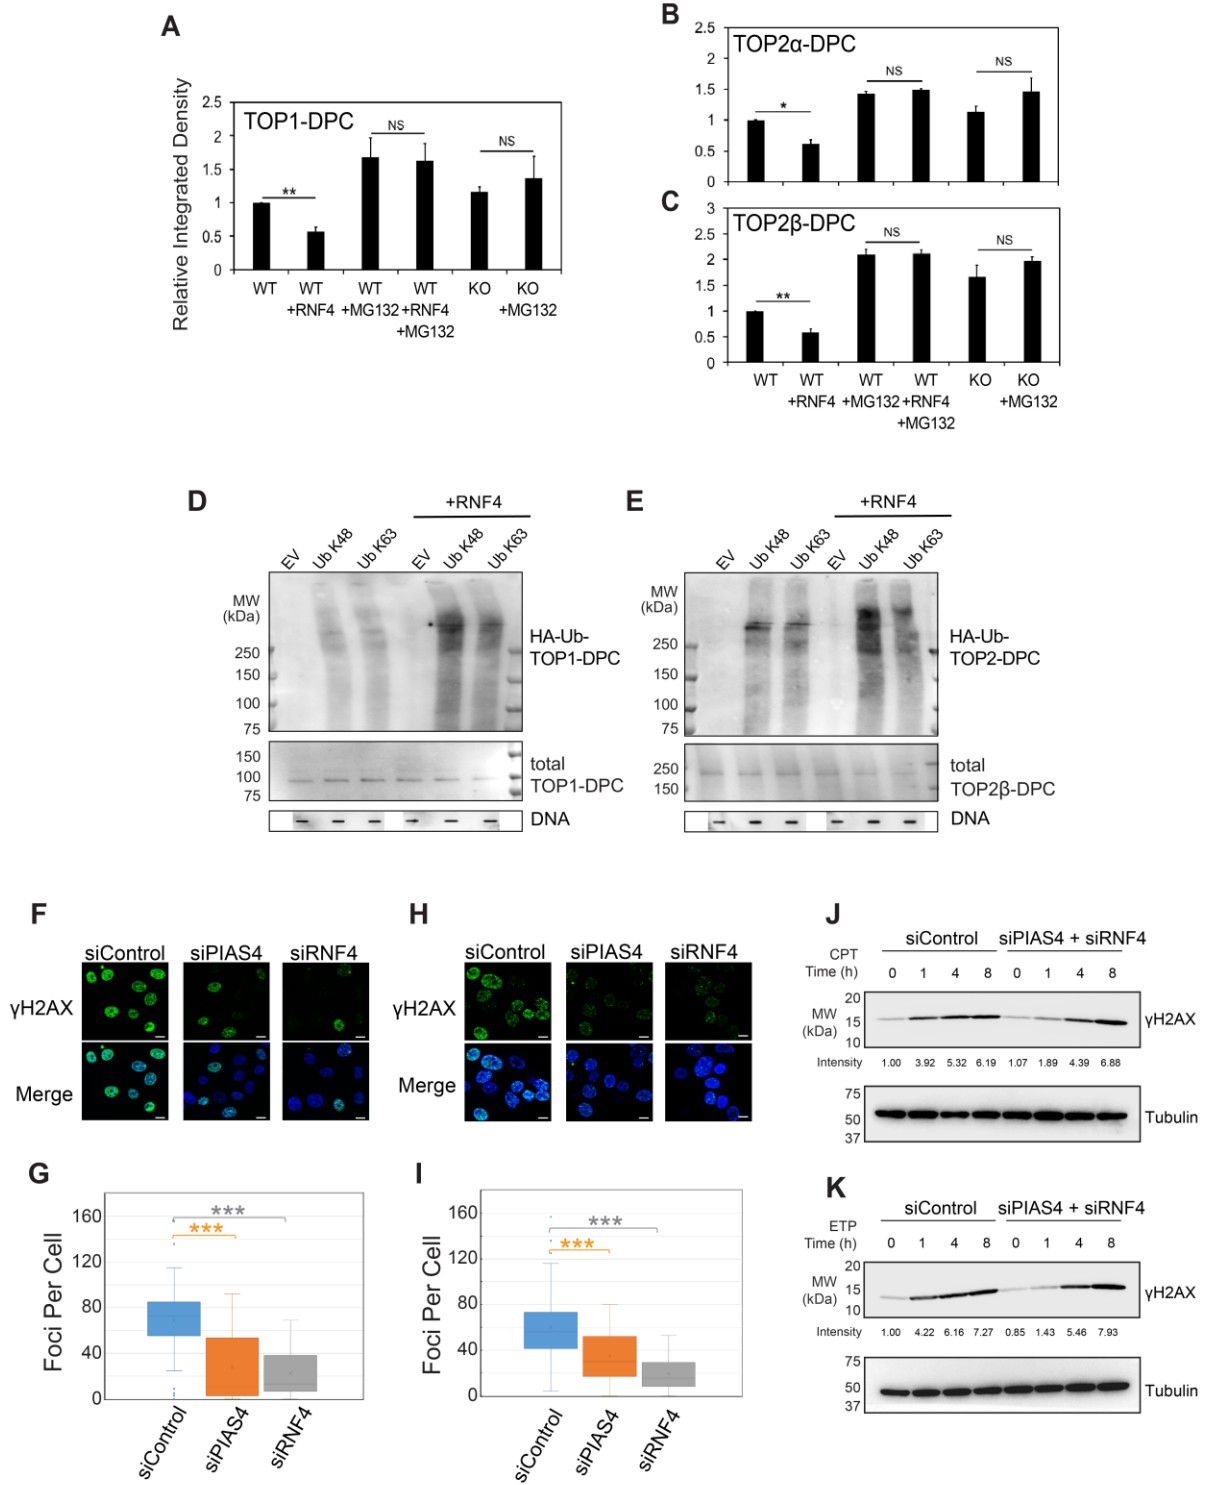 A
Relative Integrated Density
2.5
2
1.5
1
0.5
0
TOP1-DPC
**
NS
NS
WT WT WT WT KO KO
+RNF4 +MG132 +RNF4 +MG132
+MG132
B
2.5
2
1.5
1
0.5
0
TOP2α-DPC
*
NS
NS
C
3
2.5
2
1.5
1
0.5
0
TOP2β-DPC
**
NS
NS
WT WT WT WT KO KO
+RNF4 +MG132 +RNF4 +MG132
+MG132
D
+RNF4
EV Ub K48 Ub K63 EV Ub K48 Ub K63
MW
(kDa)
250
150
100
75
HA-Ub-
TOP1-DPC
150
100
75
total
TOP1-DPC
DNA
E
+RNF4
EV Ub K48 Ub K63 EV Ub K48 Ub K63
MW
(kDa)
250
150
100
75
HA-Ub-
TOP2-DPC
250
150
total
TOP2β-DPC
DNA
F
siControl siPIAS4 siRNF4
γH2AX
Merge
G
Foci Per Cell
160
120
80
40
0
***
***
siControl siPIAS4 siRNF4
H
siControl siPIAS4 siRNF4
γH2AX
Merge
I
Foci Per Cell
160
120
80
40
0
***
***
siControl siPIAS4 siRNF4
J
siControl siPIAS4 + siRNF4
CPT
Time (h) 0 1 4 8 0 1 4 8
MW
(kDa)
20
15
10
γH2AX
Intensity 1.00 3.92 5.32 6.19 1.07 1.89 4.39 6.88
75
50
37
Tubulin
K
siControl siPIAS4 + siRNF4
ETP
Time (h) 0 1 4 8 0 1 4 8
MW
(kDa)
20
15
10
γH2AX
Intensity 1.00 4.22 6.16 7.27 0.85 1.43 5.46 7.93
75
50
37
Tubulin